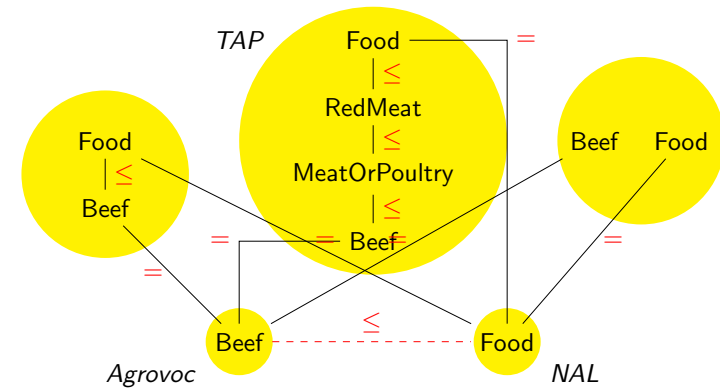 TAP
Food
=
≤
RedMeat
≤
MeatOrPoultry
≤
Beef
=
=
=
Food
≤
Beef
=
Beef Food
=
≤
Beef
Food
Agrovoc
NAL